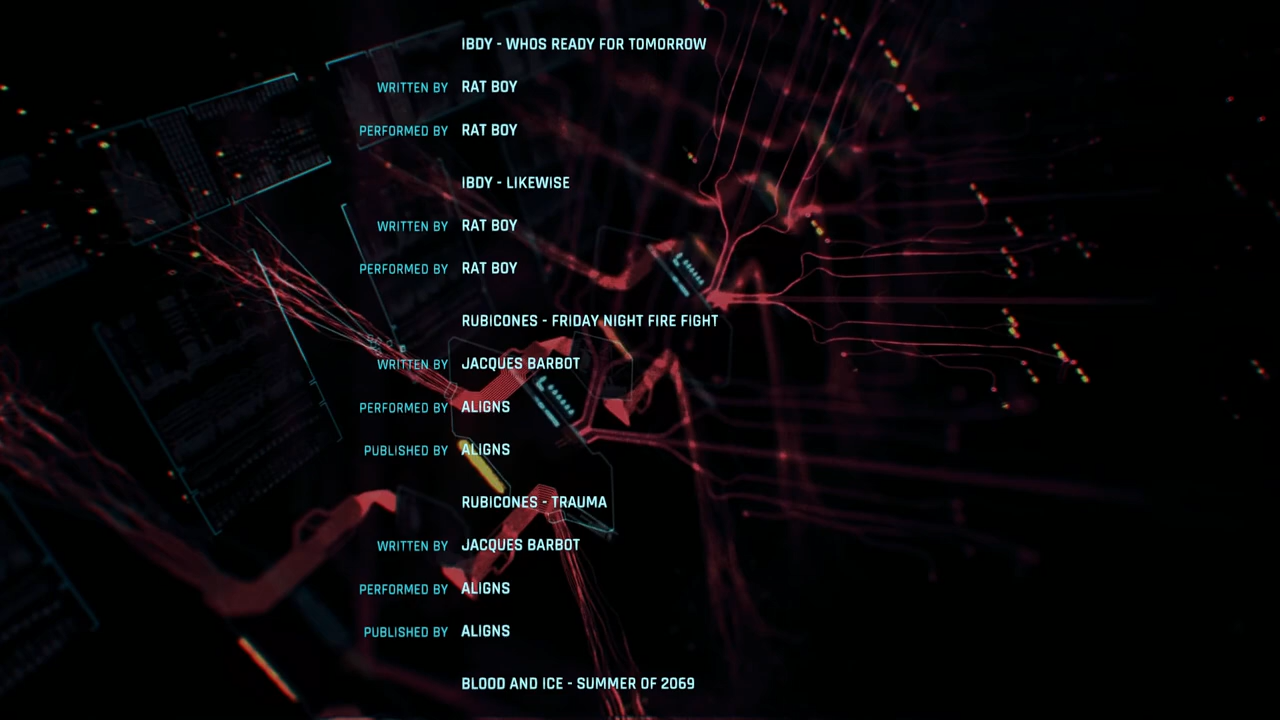 IBDY - WHOS READY FOR TOMORROW
WRITTEN BY RAT BOY
PERFORMED BY RAT BOY
IBDY - LIKEWISE
WRITTEN BY RAT BOY
PERFORMED BY RAT BOY
RUBICONES - FRIDAY NIGHT FIRE FIGHT
WRITTEN BY JACQUES BARBOT
PERFORMED BY ALIGNS
PUBLISHED BY ALIGNS
RUBICONES - TRAUMA
WRITTEN BY JACQUES BARBOT
PERFORMED BY ALIGNS
PUBLISHED BY ALIGNS
BLOOD AND ICE - SUMMER OF 2069